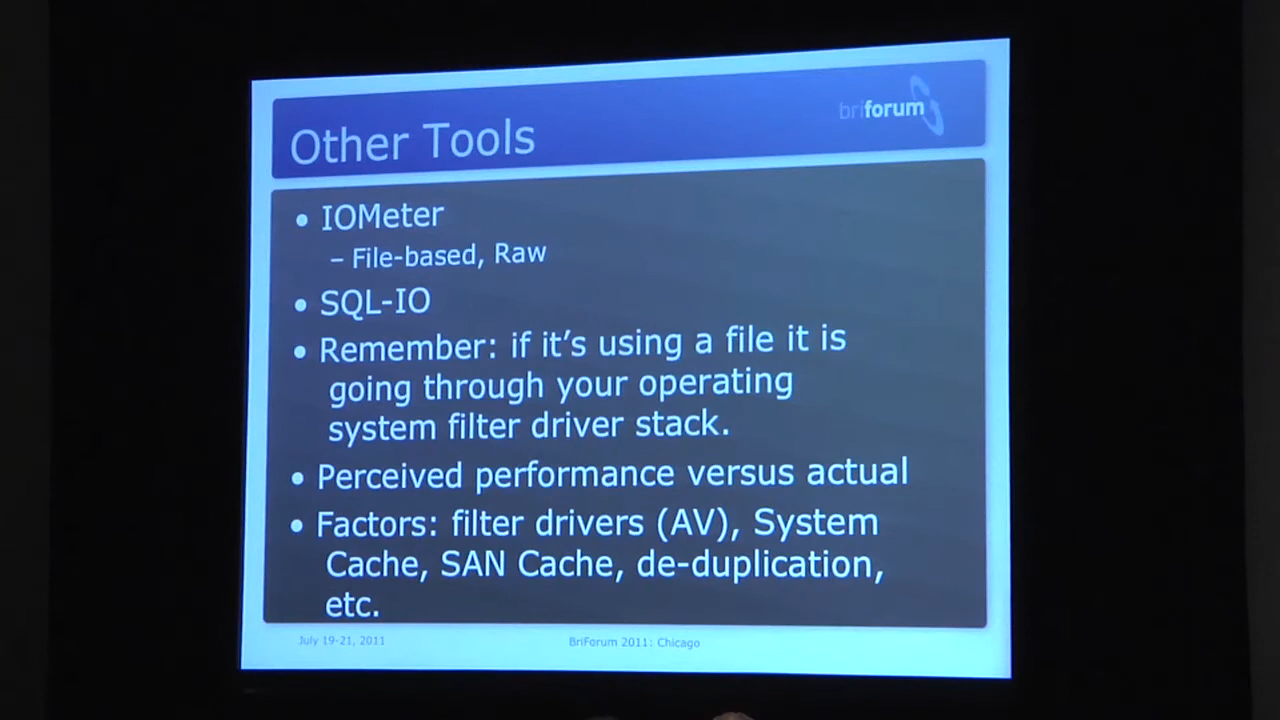 briforum
Other Tools
• IOMeter
– File-based, Raw
• SQL-IO
• Remember: if it's using a file it is
going through your operating
system filter driver stack.
• Perceived performance versus actual
• Factors: filter drivers (AV), System
Cache, SAN Cache, de-duplication,
etc.
July 19-21, 2011
BriForum 2011: Chicago